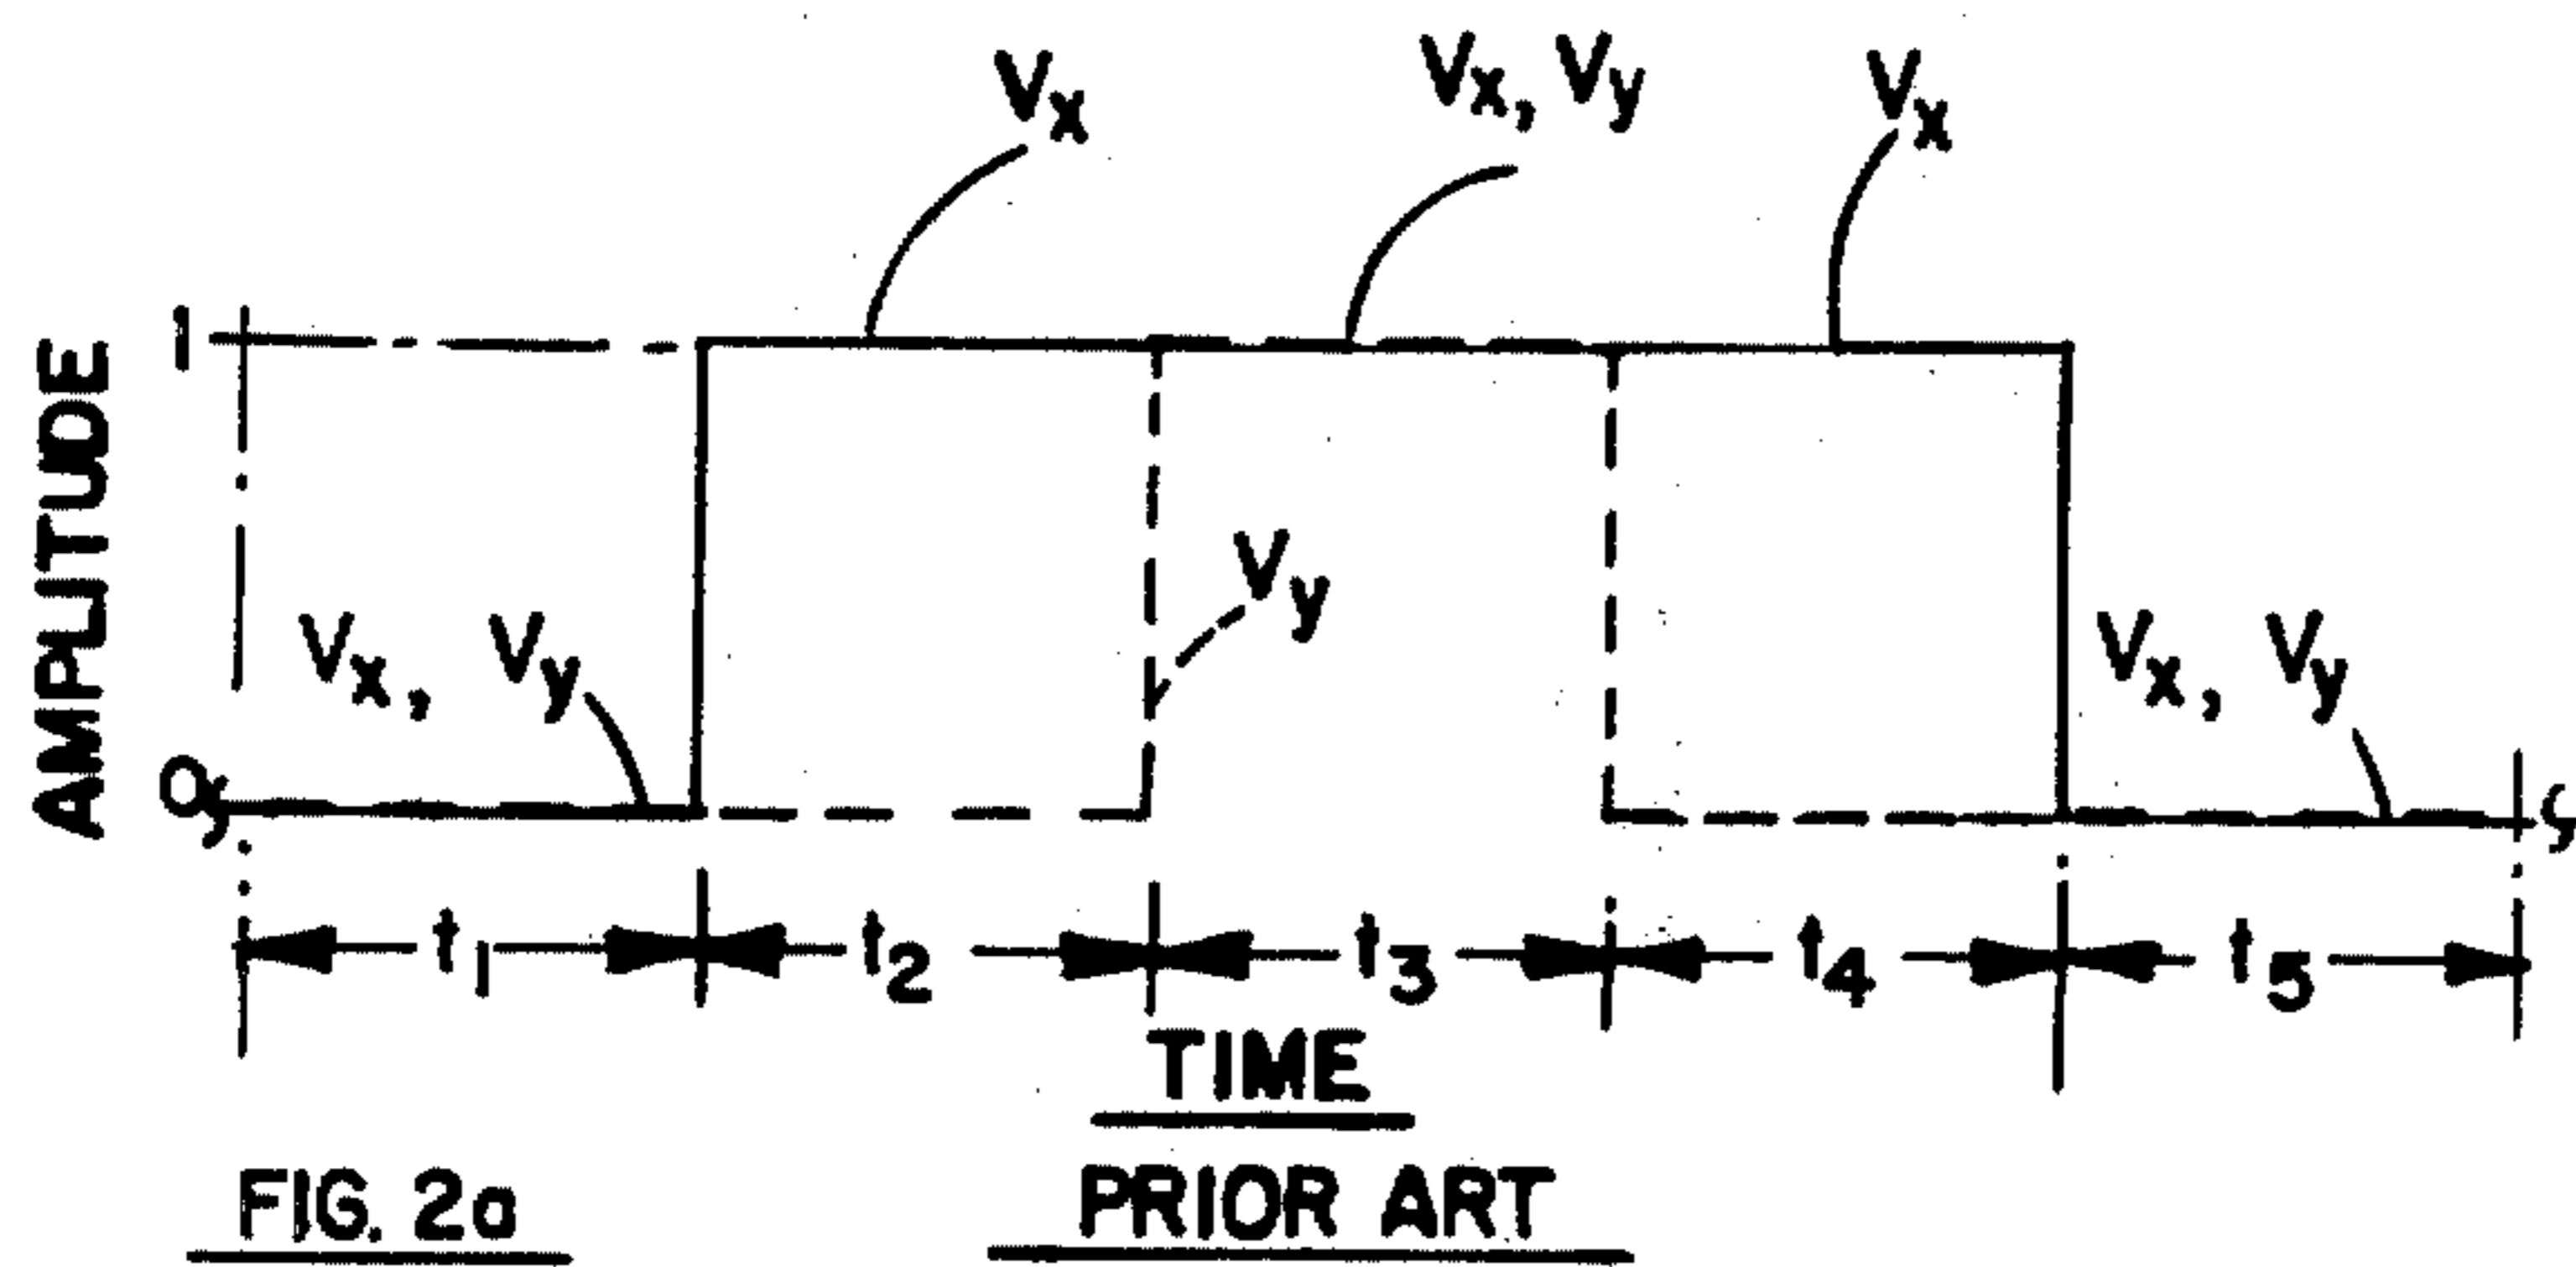 Vx
Vx, Vy
Vx
1
AMPLITUDE
Vy
Vx, Vy
Vx, Vy
0
t1
t2
t3
t4
t5
TIME
FIG. 2a
PRIOR ART